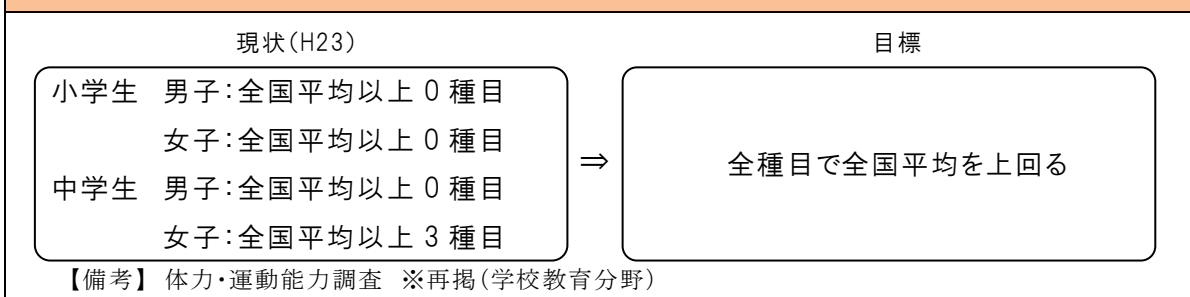 現状(H23)
目標
小学生 男子:全国平均以上 0 種目
女子:全国平均以上 0 種目
中学生 男子:全国平均以上 0 種目
女子:全国平均以上 3 種目
⇒
全種目で全国平均を上回る
【備考】 体力・運動能力調査 ※再掲(学校教育分野)